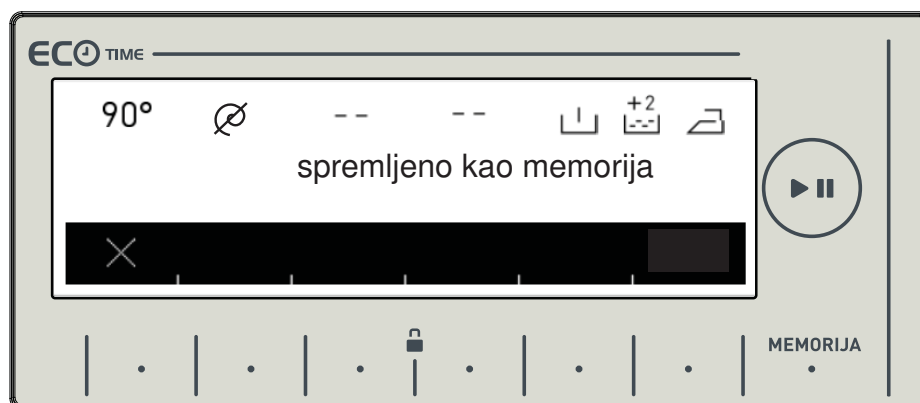 ECO TIME
90° -- -- +2
spremljeno kao memorija
MEMORIJA